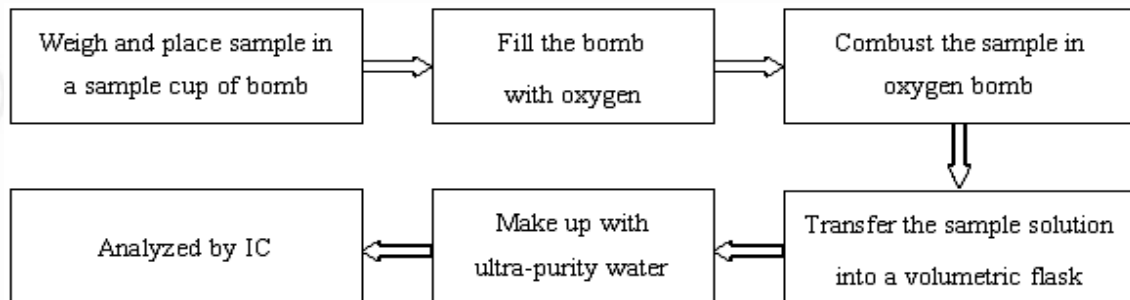 Weigh and place sample in
a sample cup of bomb
Fill the bomb
with oxygen
Combust the sample in
oxygen bomb
Transfer the sample solution
into a volumetric flask
Make up with
ultra-purity water
Analyzed by IC